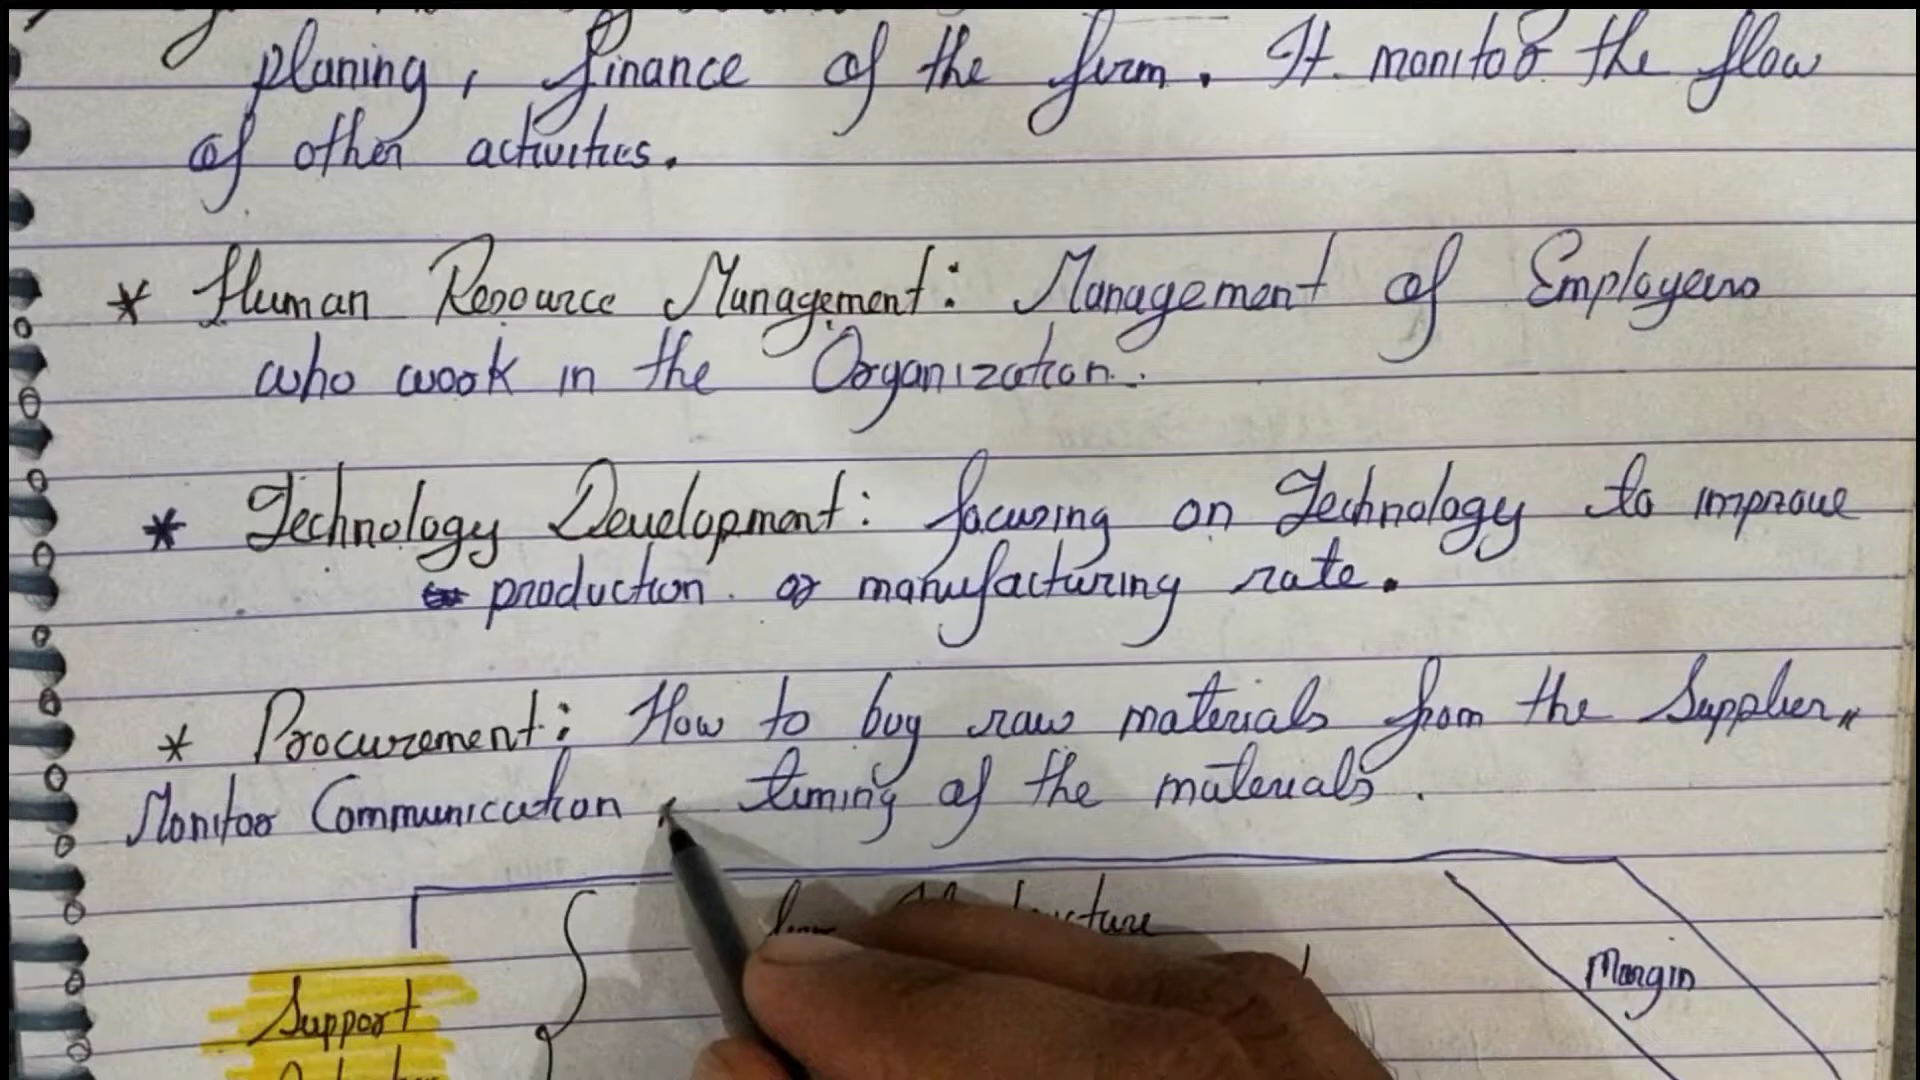 planing, finance of the firm. It monitor the flow
of other activities.
* Human Resource Management: Management of Employees
who work in the Organization.
* Technology Development: focusing on Technology to improve
production or manufacturing rate.
* Procurement: How to buy raw materials from the Supplier,,
Monitor Communication, timing of the materials.
Margin
Support